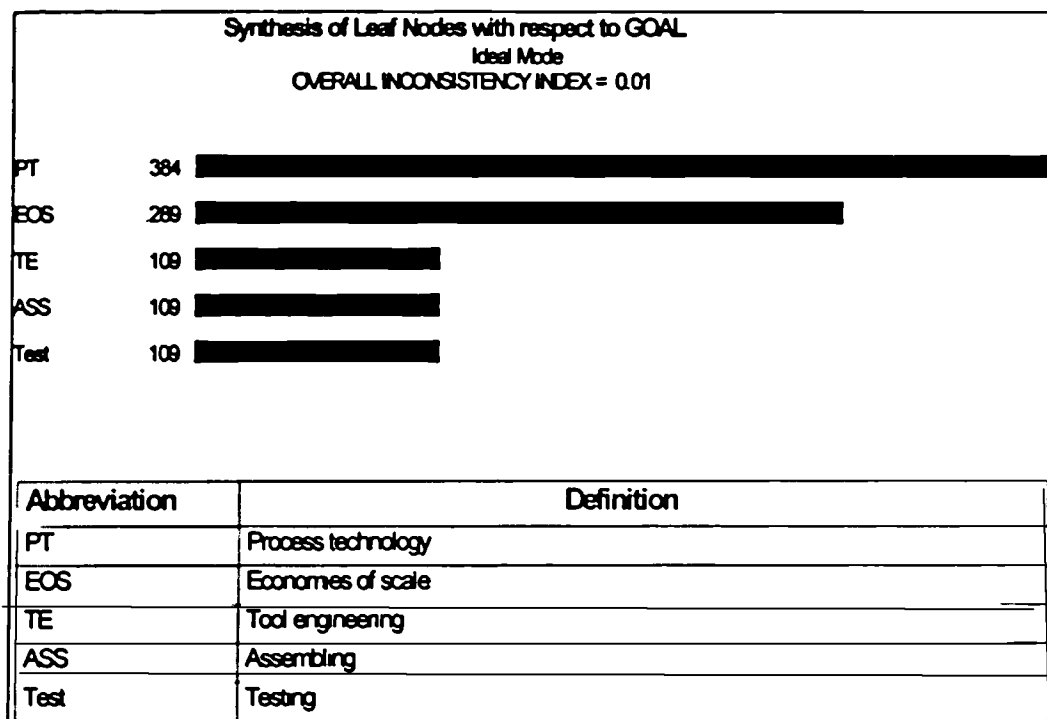 Synthesis of Leaf Nodes with respect to GOAL
Ideal Mode
OVERALL INCONSISTENCY INDEX = 0.01
PT 384
EOS .289
TE 109
ASS 109
Test 109
Abbreviation Definition
PT Process technology
EOS Economies of scale
TE Tool engineering
ASS Assembling
Test Testing